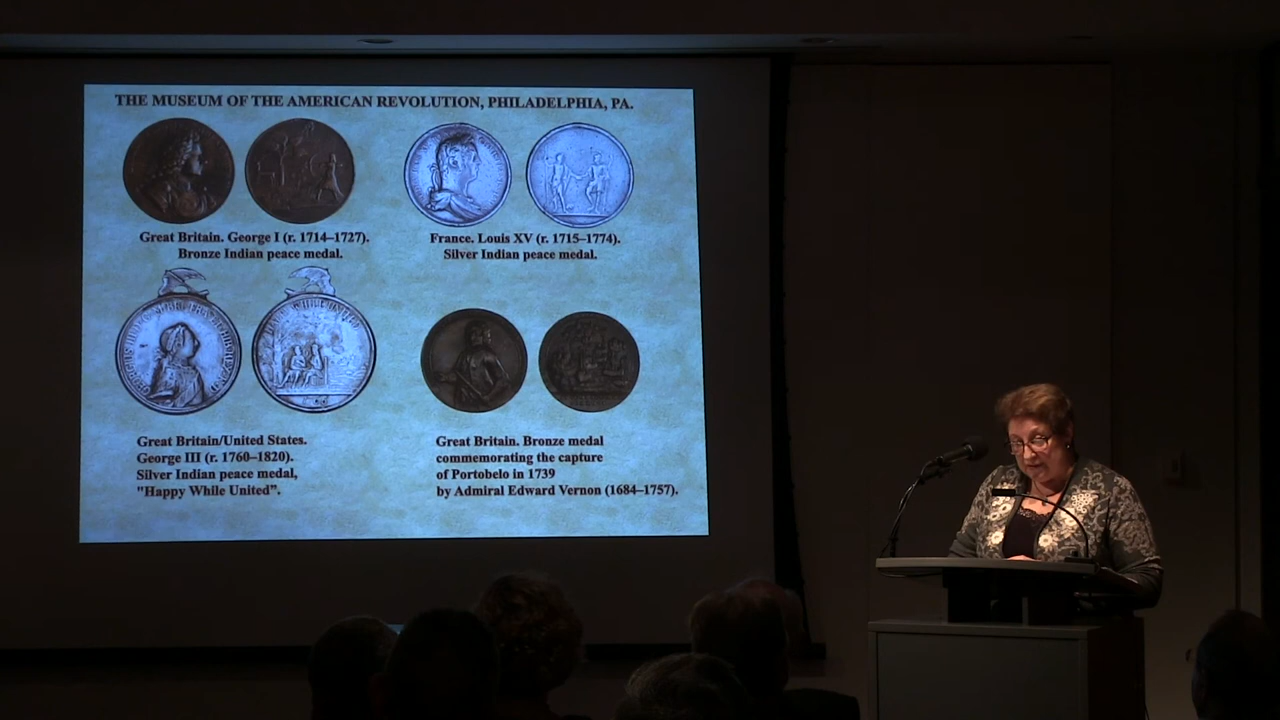 THE MUSEUM OF THE AMERICAN REVOLUTION, PHILADELPHIA, PA.
Great Britain. George I (r. 1714–1727).
Bronze Indian peace medal.
France. Louis XV (r. 1715–1774).
Silver Indian peace medal.
Great Britain/United States.
George III (r. 1760–1820).
Silver Indian peace medal,
"Happy While United”.
Great Britain. Bronze medal
commemorating the capture
of Portobelo in 1739
by Admiral Edward Vernon (1684–1757).